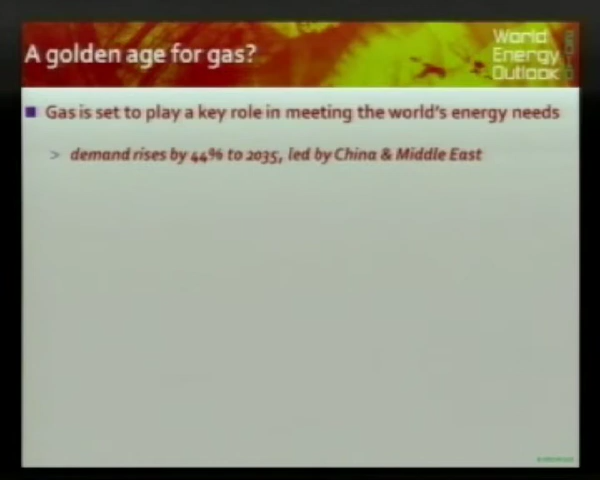 A golden age for gas?
World
Energy
Outlook
2010
Gas is set to play a key role in meeting the world's energy needs
> demand rises by 44% to 2035, led by China & Middle East